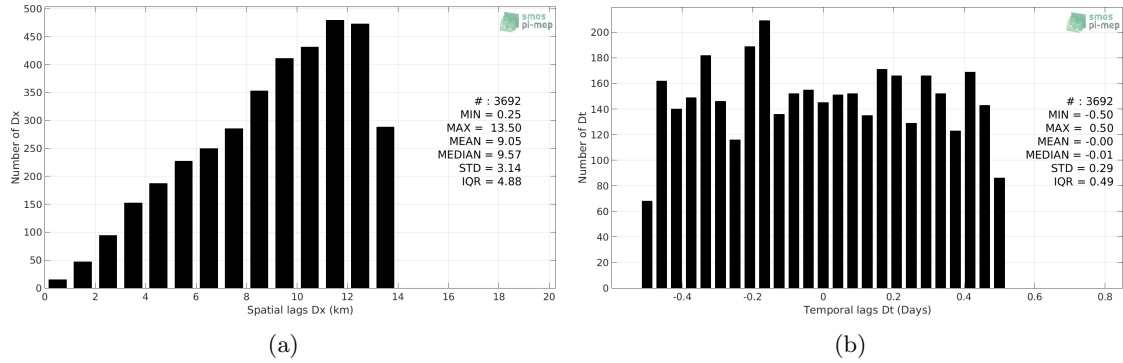 500
450
400
350
300
250
200
150
100
50
0
Number of Dx
smos
pi-mep
# : 3692
MIN = 0.25
MAX = 13.50
MEAN = 9.05
MEDIAN = 9.57
STD = 3.14
IQR = 4.88
0 2 4 6 8 10 12 14 16 18 20
Spatial lags Dx (km)
(a)
200
180
160
140
120
100
80
60
40
20
0
Number of Dt
smos
pi-mep
# : 3692
MIN = -0.50
MAX = 0.50
MEAN = -0.00
MEDIAN = -0.01
STD = 0.29
IQR = 0.49
-0.4 -0.2 0 0.2 0.4 0.6 0.8
Temporal lags Dt (Days)
(b)